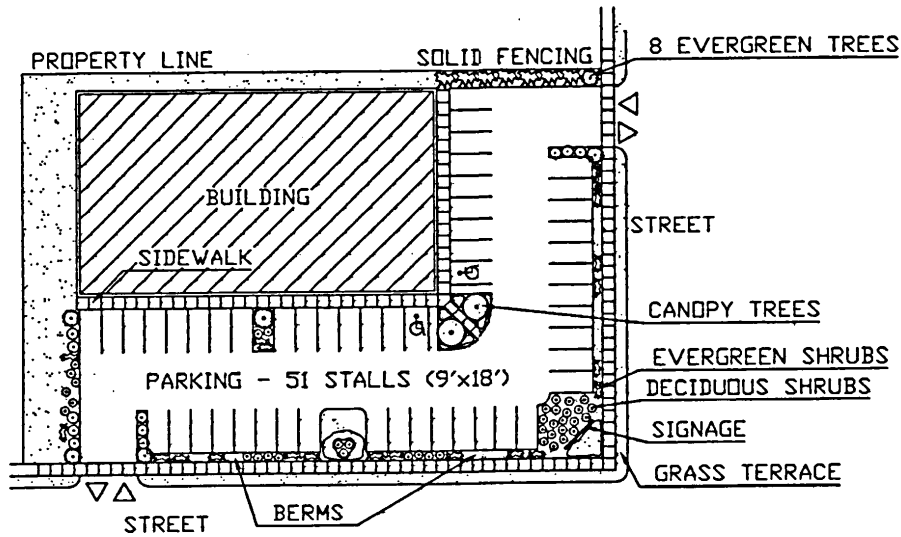 PROPERTY LINE
SOLID FENCING
8 EVERGREEN TREES
BUILDING
STREET
SIDEWALK
CANOPY TREES
PARKING - 51 STALLS (9'x18')
EVERGREEN SHRUBS
DECIDUOUS SHRUBS
SIGNAGE
GRASS TERRACE
BERMS
STREET